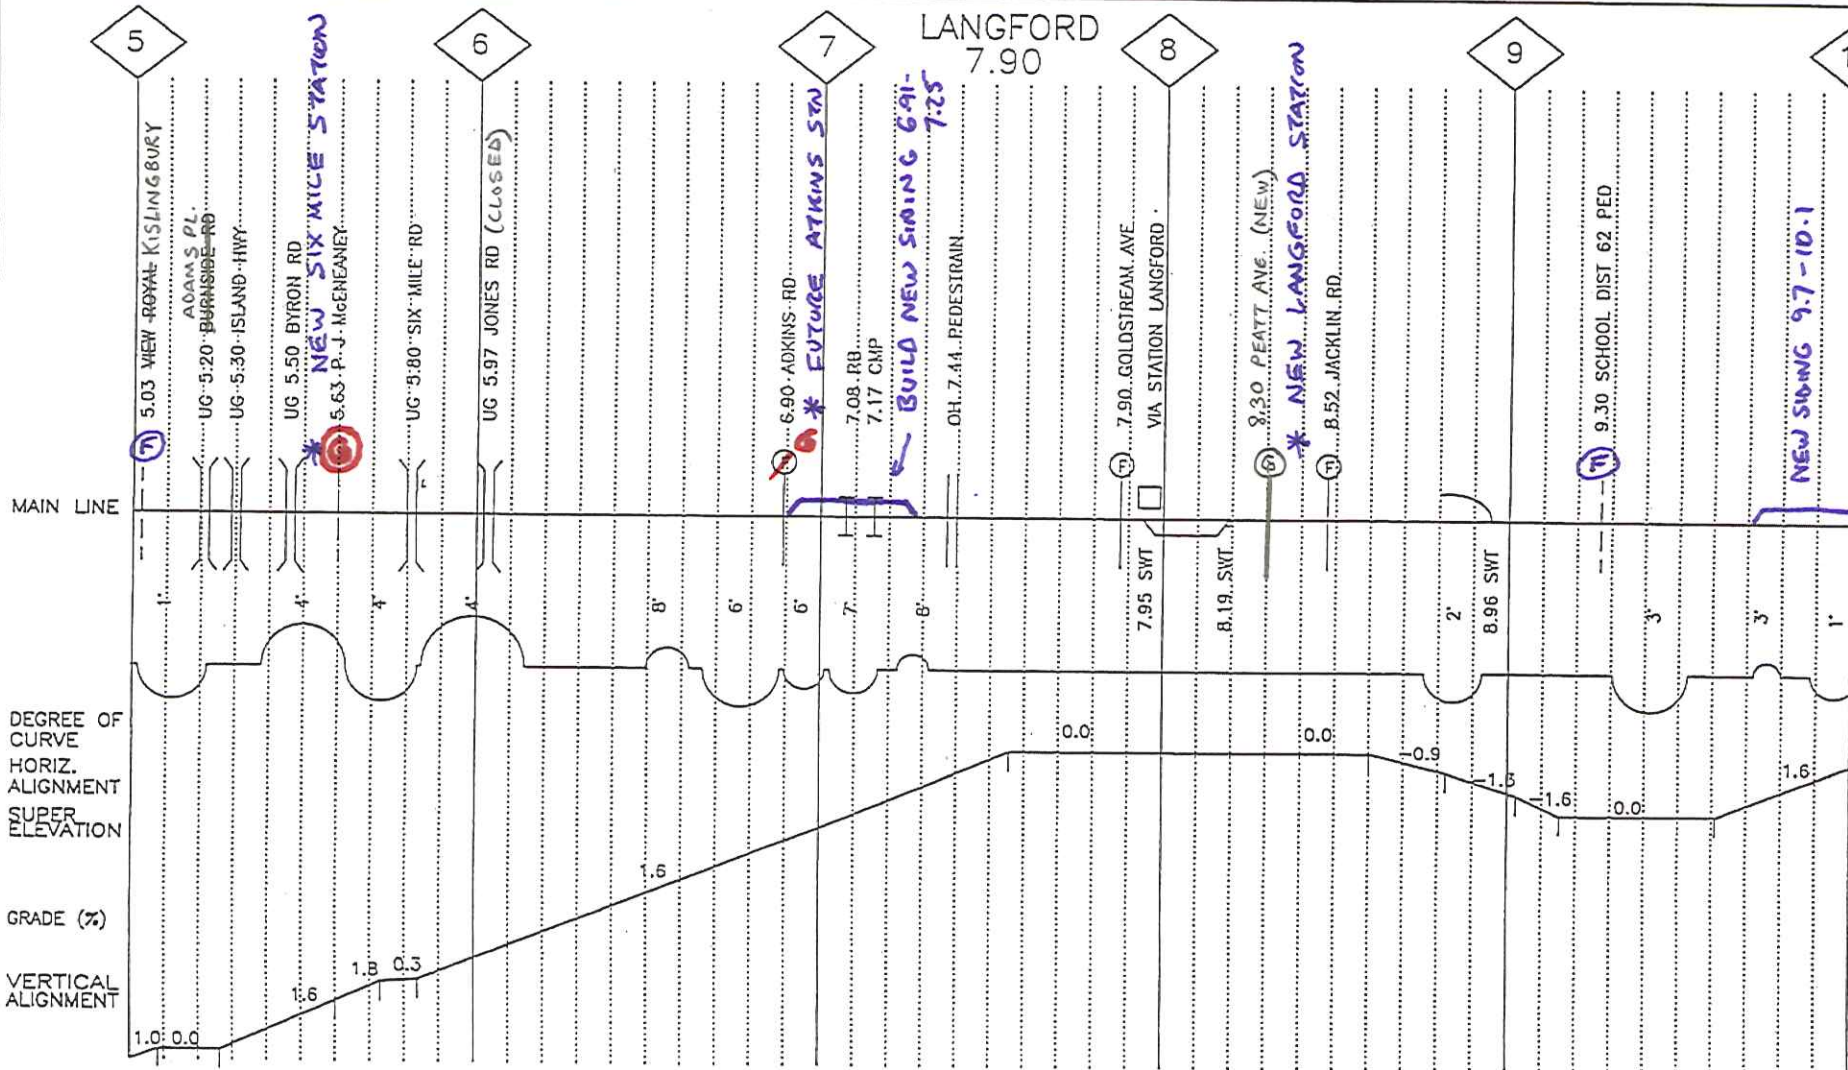 5
6
7
LANGFORD
7.90
8
9
NEW SIX MILE STATION
* FUTURE ATKINS STN
BUILD NEW SIDING 6.91-
7.25
* NEW LANGFORD STATION
NEW SIDING 9.7-10.1
5.03 VIEW ROYAL KISLINGBURY
ADAMS PL.
UG 5.20 BURNSIDE RD
UG 5.30 ISLAND HWY
UG 5.50 BYRON RD
*
5.63 P.J. McENEANEY
UG 5.80 SIX MILE RD
UG 5.97 JONES RD (CLOSED)
6.90 ADKINS RD
7.08 RB
7.17 CMP
OH 7.44 PEDESTRAIN
7.90 GOLDSTREAM AVE
VIA STATION LANGFORD
8.30 PEATT AVE. (NEW)
8.52 JACKLIN RD
9.30 SCHOOL DIST 62 PED
G
MAIN LINE
7.95 SWT
8.19 SWT
8.96 SWT
1°
4°
4°
4°
8°
6°
6°
7°
8°
2°
3°
3°
1°
DEGREE OF
CURVE
HORIZ.
ALIGNMENT
SUPER
ELEVATION
GRADE (%)
VERTICAL
ALIGNMENT
1.0
0.0
1.6
1.8
0.3
1.6
0.0
0.0
-0.9
-1.3
-1.6
0.0
1.6